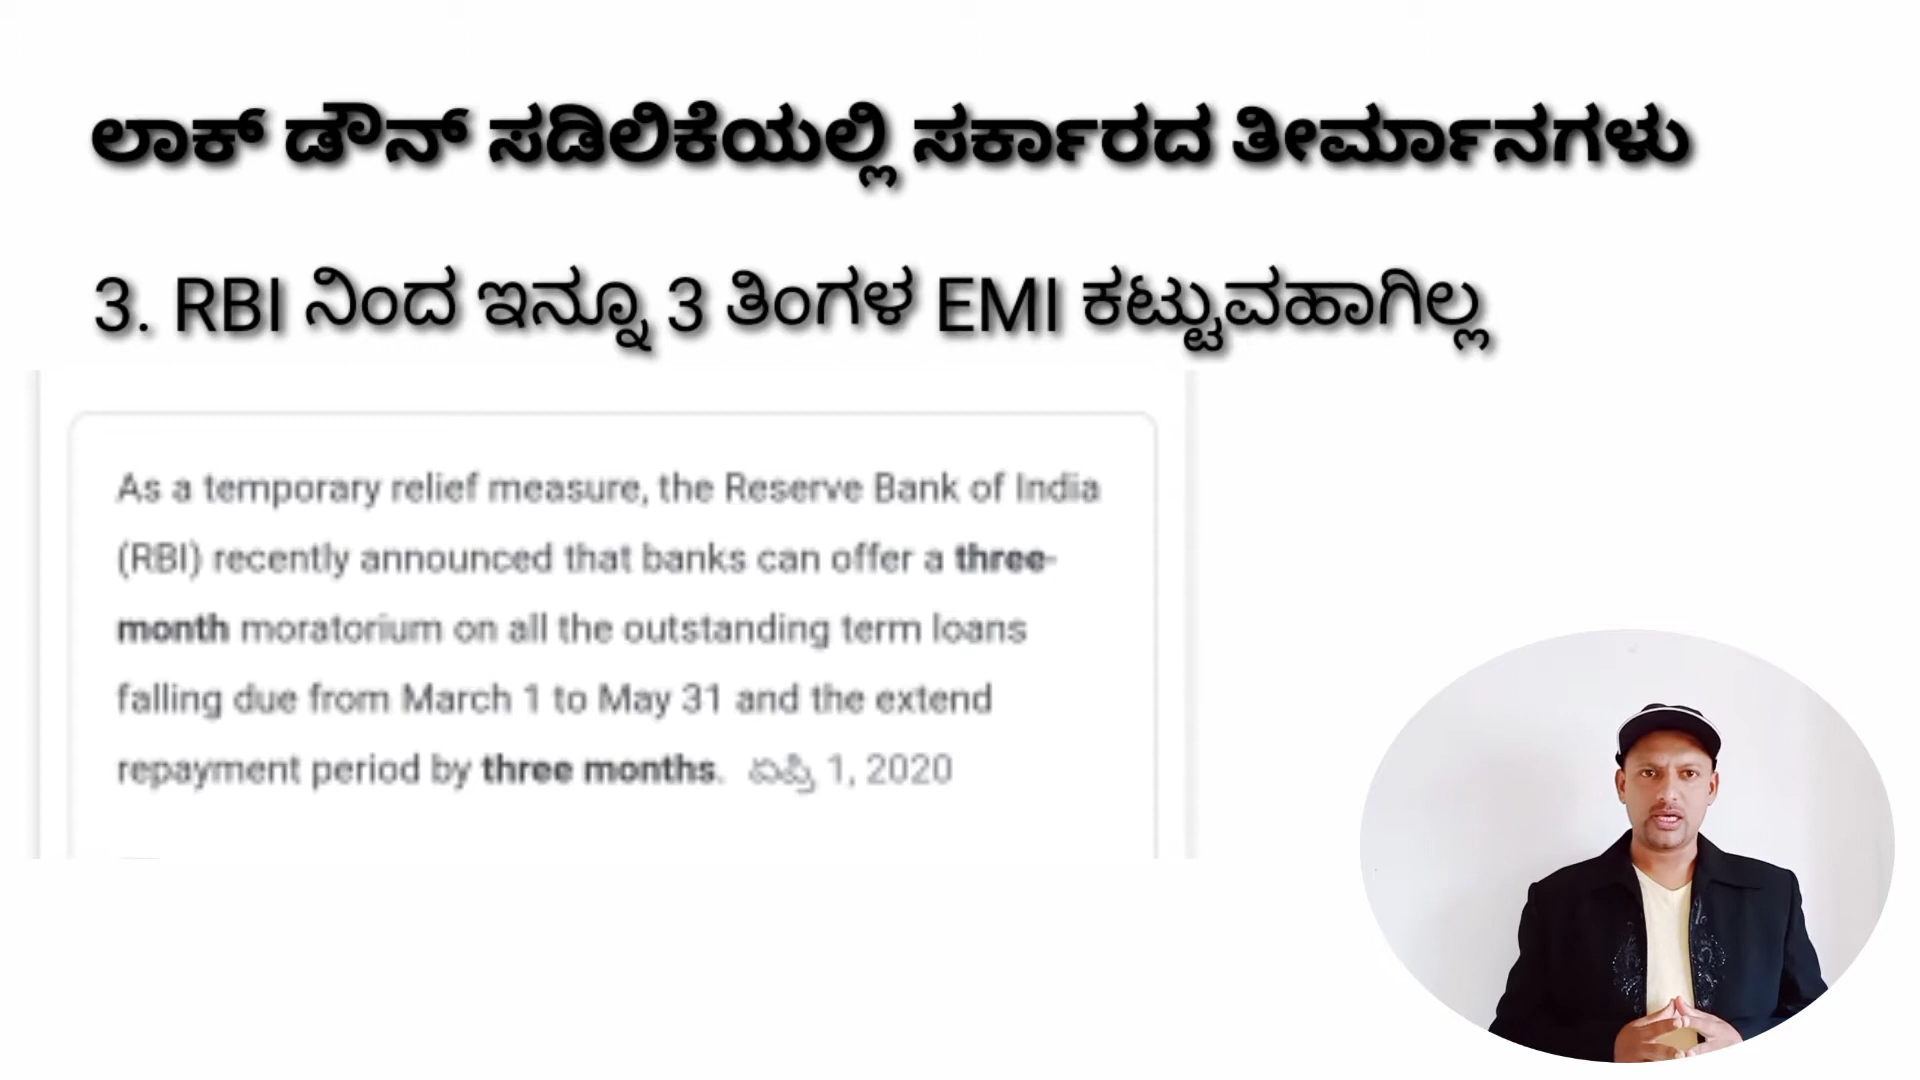 ಲಾಕ್ ಡೌನ್ ಸಡಿಲಿಕೆಯಲ್ಲಿ ಸರ್ಕಾರದ ತೀರ್ಮಾನಗಳು
3. RBI ನಿಂದ ಇನ್ನೂ 3 ತಿಂಗಳ EMI ಕಟ್ಟುವಹಾಗಿಲ್ಲ
As a temporary relief measure, the Reserve Bank of India
(RBI) recently announced that banks can offer a three-
month moratorium on all the outstanding term loans
falling due from March 1 to May 31 and the extend
repayment period by three months. ಏಪ್ರಿ 1, 2020